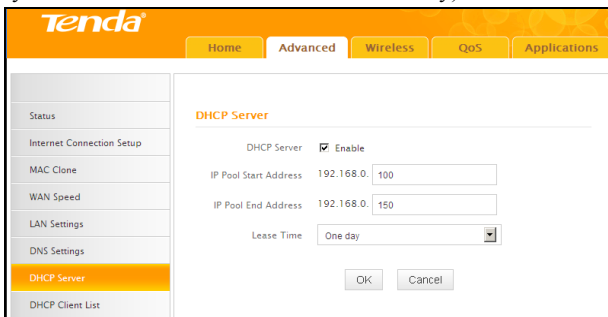 Tenda
Home Advanced Wireless QoS Applications
Status
Internet Connection Setup
MAC Clone
WAN Speed
LAN Settings
DNS Settings
DHCP Server
DHCP Client List
DHCP Server
DHCP Server Enable
IP Pool Start Address 192.168.0. 100
IP Pool End Address 192.168.0. 150
Lease Time One day
OK Cancel